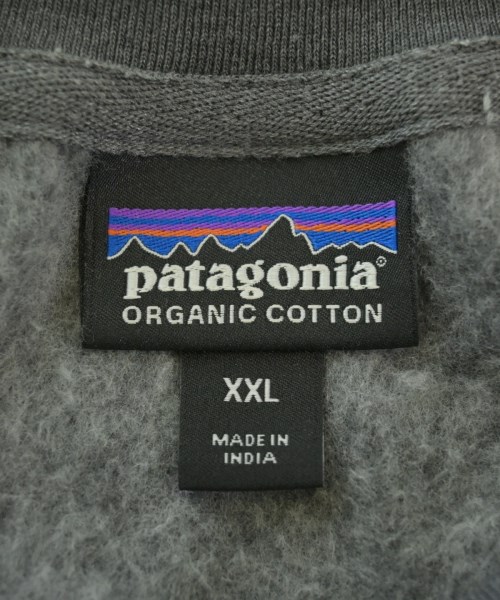 patagonia®
ORGANIC COTTON
XXL
MADE IN
INDIA